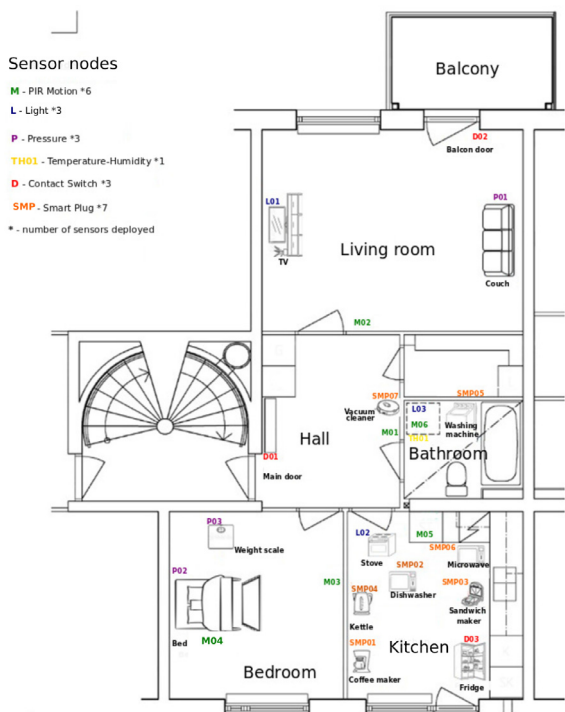 Sensor nodes
M - PIR Motion *6
L - Light *3
P - Pressure *3
TH01 - Temperature-Humidity *1
D - Contact Switch *3
SMP - Smart Plug *7
* - number of sensors deployed
Balcony
D02
Balcon door
L01
P01
Living room
TV
Couch
M02
SMP07
SMP05
Vacuum
cleaner
L03
M06
TH01
Washing
machine
M01
Hall
Bathroom
D01
Main door
P03
Weight scale
L02
M05
SMP06
Stove
Microwave
P02
SMP02
M03
SMP04
Dishwasher
SMP03
Sandwich
maker
Kettle
Bed
M04
SMP01
Kitchen
D03
Bedroom
Coffee maker
Fridge